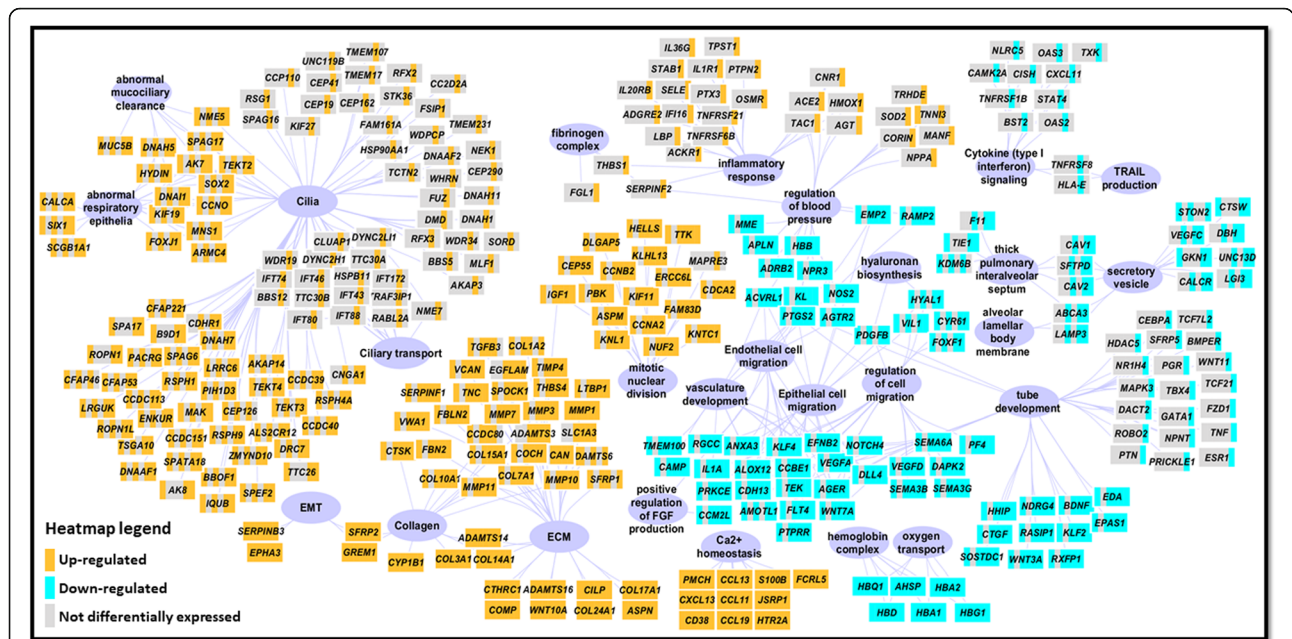 IL36G TPST1
NLRC5 OAS3 TXK
TMEM107
UNC119B
STAB1 IL1R1 PTPN2
CNR1
CAMK2A CISH CXCL11
abnormal
mucociliary
clearance
CCP110 CEP41 TMEM17 RFX2
CC2D2A
IL20RB SELE PTX3 OSMR
ACE2 HMOX1
TRHDE
TNFRSF1B STAT4
RSG1 CEP19 CEP162 STK36
FSIP1
ADGRE2 IFI16 TNFRSF21
TAC1 AGT
SOD2 TNNI3
BST2 OAS2
NME5
SPAG16 KIF27
FAM161A
TMEM231
fibrinogen
complex
LBP TNFRSF6B
CORIN MANF
MUC5B DNAH5 SPAG17
WDPCP
HSP90AA1 DNAAF2 NEK1
ACKR1
NPPA
Cytokine (type I
interferon)
signaling
AK7 TEKT2
THBS1
inflammatory
response
TNFRSF8
TRAIL
production
HYDIN
TCTN2 WHRN CEP290
FGL1 SERPINF2
HLA-E
SOX2
abnormal
respiratory
epithelia
DNAI1 CCNO
Cilia
FUZ DNAH11
regulation
of blood
pressure
CALCA
KIF19
DMD DNAH1
MME
EMP2 RAMP2
F11
STON2 CTSW
SIX1
MNS1
HELLS TTK
APLN HBB
TIE1
thick
pulmonary
interalveolar
septum
CAV1
VEGFC DBH
SCGB1A1 FOXJ1
ARMC4
CLUAP1 DYNC2LI1 RFX3 WDR34 SORD
DLGAP5
KLHL13
hyaluronan
biosynthesis
KDM6B
SFTPD
secretory
vesicle
GKN1 UNC13D
WDR19 DYNC2H1 TTC30A BBS5 MLF1
CEP55 CCNB2 ERCC6L MAPRE3
ADRB2 NPR3
CAV2
CALCR LGI3
IFT74 IFT46 HSPB11 IFT172
AKAP3
IGF1 PBK KIF11 CDCA2
ACVRL1 KL NOS2
HYAL1
BBS12 TTC30B IFT43 TRAF3IP1
ASPM FAM83D
PTGS2 AGTR2
alveolar
lamellar
body
membrane
ABCA3
CFAP221
IFT80 IFT88 RABL2A NME7
CCNA2
PDGFB VIL1 CYR61
LAMP3
SPA17 CDHR1
KNL1 NUF2 KNTC1
FOXF1
CEBPA TCF7L2
B9D1 DNAH7
Ciliary transport
TGFB3 COL1A2
Endothelial cell
migration
HDAC5 SFRP5 BMPER
ROPN1 PACRG SPAG6
LRRC6 AKAP14
VCAN EGFLAM TIMP4
mitotic
nuclear
division
regulation
of cell
migration
NR1H4 PGR WNT11
CFAP46 CFAP53 RSPH1
CCDC39 CNGA1
SERPINF1 TNC SPOCK1 THBS4 LTBP1
vasculature
development
Epithelial cell
migration
tube
development
MAPK3 TBX4 TCF21
PIH1D3 TEKT4
CCDC113
RSPH4A
FBLN2 MMP7 MMP3 MMP1
DACT2 GATA1 FZD1
LRGUK MAK CEP126 TEKT3
VWA1
ENKUR
CCDC40
CCDC80 ADAMTS3 SLC1A3
TMEM100 RGCC ANXA3 KLF4 EFNB2 NOTCH4 SEMA6A PF4
ROBO2 NPNT TNF
ROPN1L CCDC151 RSPH9 ALS2CR12
CTSK FBN2
COL15A1 COCH CAN DAMTS6
VEGFA
TSGA10
DRC7
CAMP IL1A ALOX12 CCBE1 DLL4 VEGFD DAPK2
PTN PRICKLE1 ESR1
SPATA18 ZMYND10
COL10A1 COL7A1 MMP10 SFRP1
DNAAF1 BBOF1
TTC26
MMP11
positive
regulation
of FGF
production
PRKCE CDH13 TEK AGER SEMA3B SEMA3G
AK8 SPEF2
IQUB
EMT
CCM2L AMOTL1 FLT4 WNT7A
HHIP NDRG4 BDNF EDA
PTPRR
Heatmap legend
SERPINB3 SFRP2
Collagen
ADAMTS14
ECM
Ca2+
homeostasis
hemoglobin
complex
oxygen
transport
CTGF RASIP1 KLF2 EPAS1
Up-regulated
EPHA3 GREM1
CYP1B1 COL3A1 COL14A1
SOSTDC1 WNT3A RXFP1
Down-regulated
CTHRC1 ADAMTS16 CILP COL17A1
PMCH CCL13 S100B FCRL5
HBQ1 AHSP HBA2
Not differentially expressed
COMP WNT10A COL24A1 ASPN
CXCL13 CCL11 JSRP1
HBD HBA1 HBG1
CD38 CCL19 HTR2A